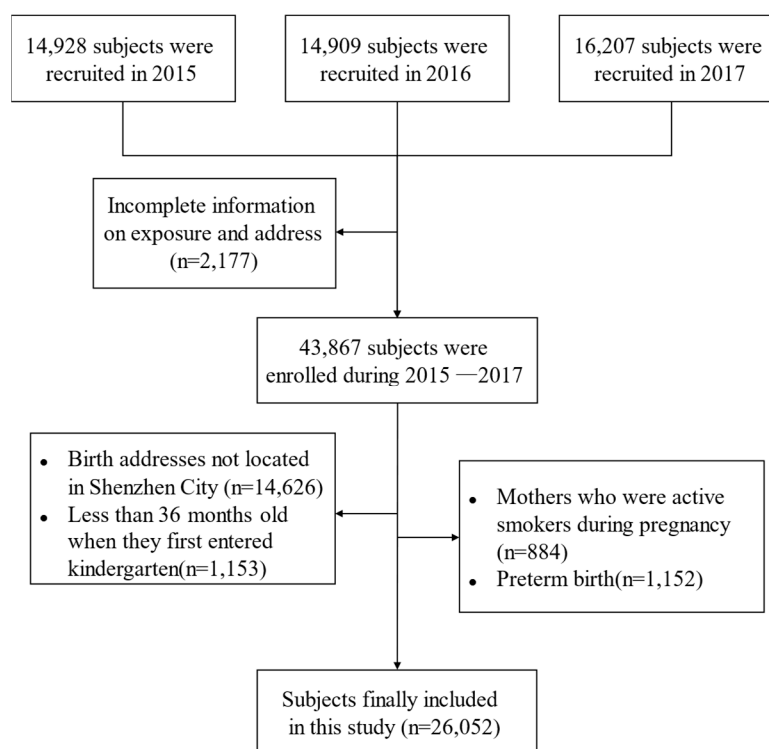 14,928 subjects were
recruited in 2015
14,909 subjects were
recruited in 2016
16,207 subjects were
recruited in 2017
Incomplete information
on exposure and address
(n=2,177)
43,867 subjects were
enrolled during 2015 —2017
• Birth addresses not located
in Shenzhen City (n=14,626)
• Less than 36 months old
when they first entered
kindergarten(n=1,153)
• Mothers who were active
smokers during pregnancy
(n=884)
• Preterm birth(n=1,152)
Subjects finally included
in this study (n=26,052)